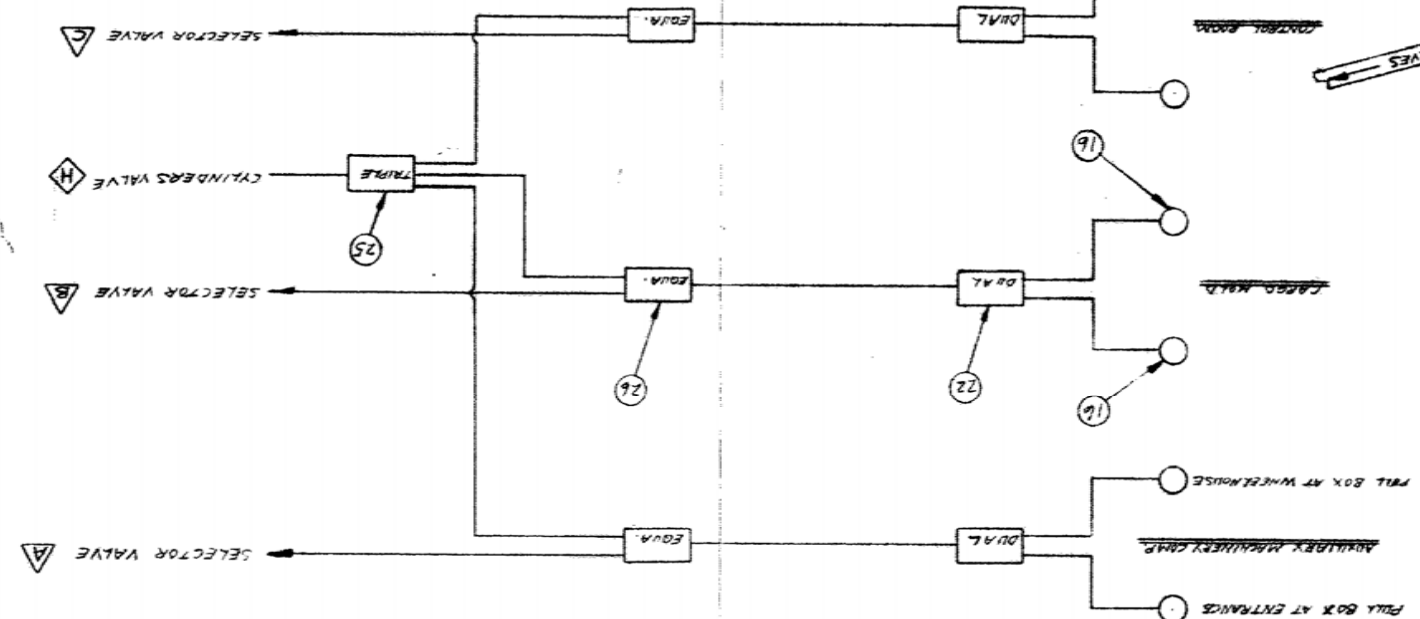 PULL BOX AT ENTRANCE
AUXILIARY MACHINERY COMP.
DUAL
EQUA.
SELECTOR VALVE
A
PULL BOX AT WHEELHOUSE
16
22
26
CARGO HOLD
DUAL
EQUA.
SELECTOR VALVE
B
25
16
TRIPLE
CYLINDERS VALVE
H
VES
CONTROL ROOM
DUAL
EQUA.
SELECTOR VALVE
C